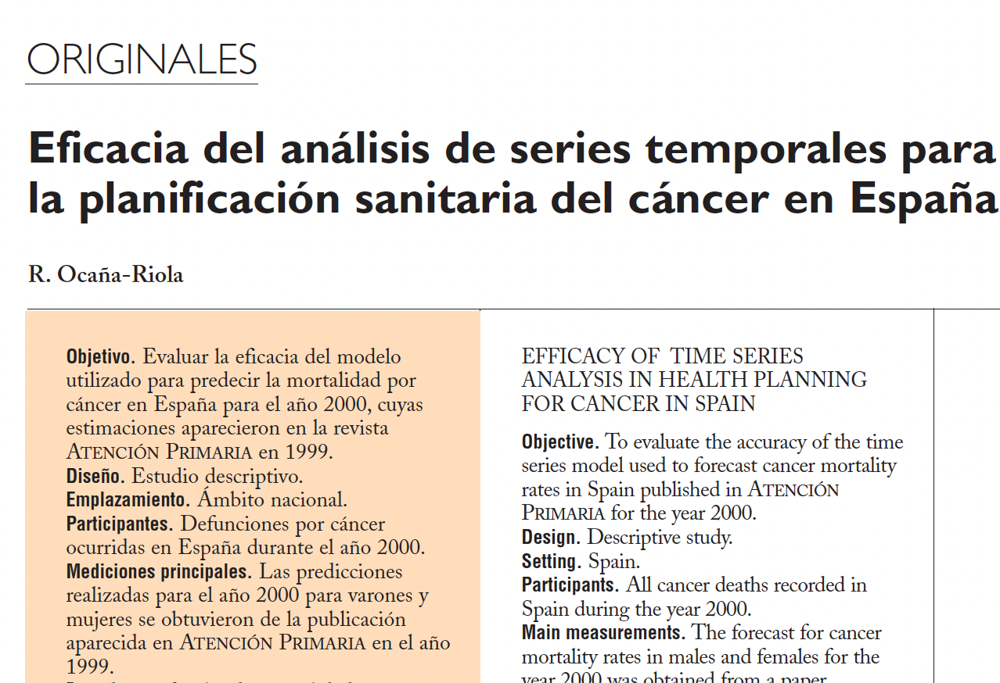 ORIGINALES
Eficacia del análisis de series temporales para
la planificación sanitaria del cáncer en España
R. Ocaña-Riola
Objetivo. Evaluar la eficacia del modelo
utilizado para predecir la mortalidad por
cáncer en España para el año 2000, cuyas
estimaciones aparecieron en la revista
ATENCIÓN PRIMARIA en 1999.
Diseño. Estudio descriptivo.
Emplazamiento. Ámbito nacional.
Participantes. Defunciones por cáncer
ocurridas en España durante el año 2000.
Mediciones principales. Las predicciones
realizadas para el año 2000 para varones y
mujeres se obtuvieron de la publicación
aparecida en ATENCIÓN PRIMARIA en el año
1999.
EFFICACY OF TIME SERIES
ANALYSIS IN HEALTH PLANNING
FOR CANCER IN SPAIN
Objective. To evaluate the accuracy of the time
series model used to forecast cancer mortality
rates in Spain published in ATENCIÓN
PRIMARIA for the year 2000.
Design. Descriptive study.
Setting. Spain.
Participants. All cancer deaths recorded in
Spain during the year 2000.
Main measurements. The forecast for cancer
mortality rates in males and females for the
year 2000 was obtained from a paper